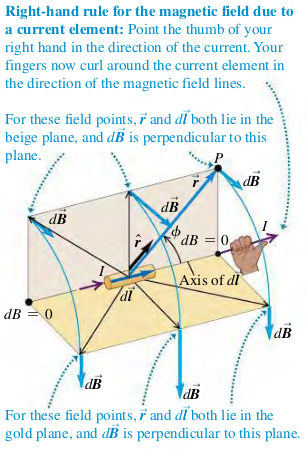 Right-hand rule for the magnetic field due to
a current element: Point the thumb of your
right hand in the direction of the current. Your
fingers now curl around the current element in
the direction of the magnetic field lines.
For these field points, r⃗ and dl⃗ both lie in the
beige plane, and dB⃗ is perpendicular to this
plane.
P
r⃗
dB⃗
dB⃗
dB⃗
r̂
ϕ
dB = 0
I
I
Axis of dl⃗
dl⃗
dB = 0
dB⃗
dB⃗
dB⃗
For these field points, r⃗ and dl⃗ both lie in the
gold plane, and dB⃗ is perpendicular to this plane.